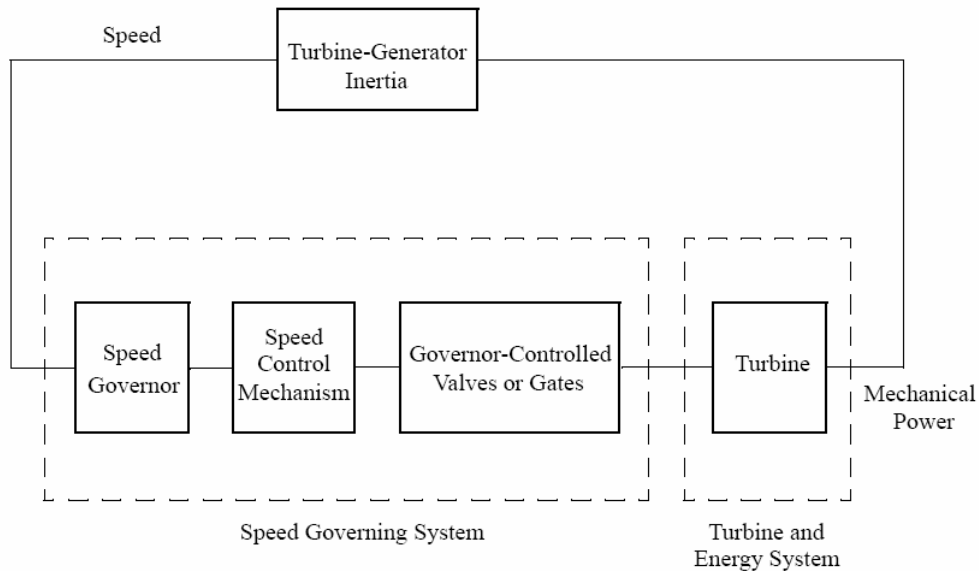 Speed
Turbine-Generator
Inertia
Speed
Governor
Speed
Control
Mechanism
Governor-Controlled
Valves or Gates
Turbine
Mechanical
Power
Speed Governing System
Turbine and
Energy System